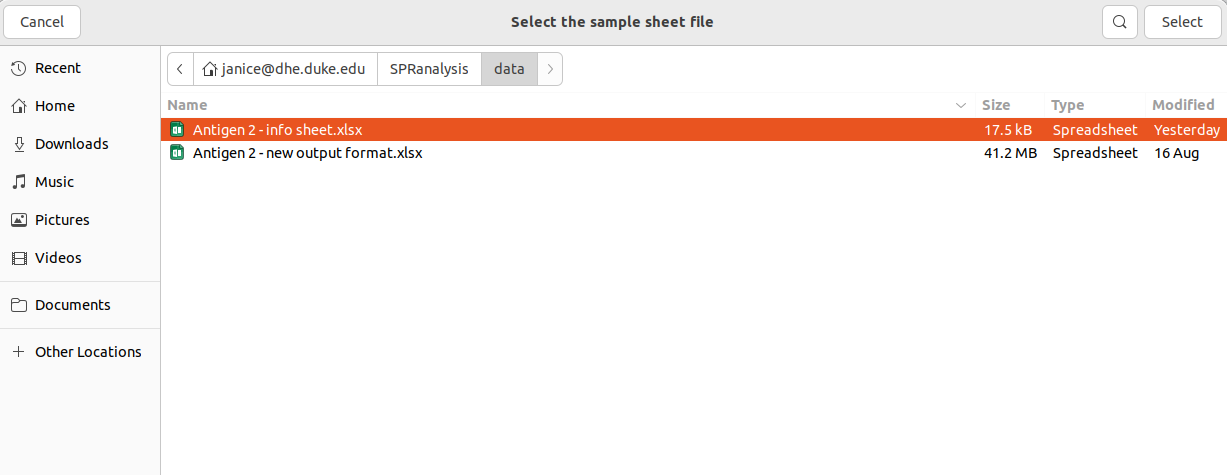 Cancel Select the sample sheet file Select
Recent
Home
Downloads
Music
Pictures
Videos
Documents
Other Locations
janice@dhe.duke.edu SPRanalysis data
Name Size Type Modified
Antigen 2 - info sheet.xlsx 17.5 kB Spreadsheet Yesterday
Antigen 2 - new output format.xlsx 41.2 MB Spreadsheet 16 Aug